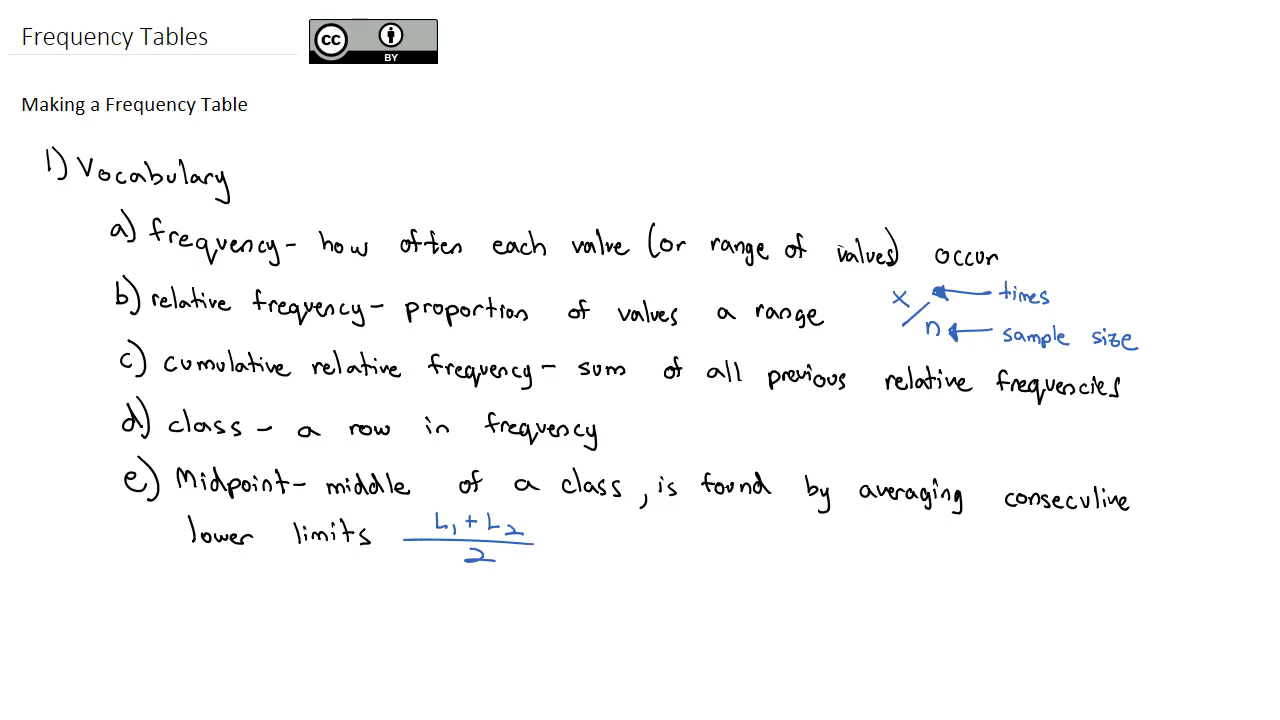 Frequency Tables
CC BY
Making a Frequency Table
1) Vocabulary
a) frequency - how often each value (or range of values) occur
b) relative frequency - proportion of values a range x/n ← times ← sample size
c) cumulative relative frequency - sum of all previous relative frequencies
d) class - a row in frequency
e) Midpoint - middle of a class, is found by averaging consecutive
lower limits (L₁ + L₂)/2